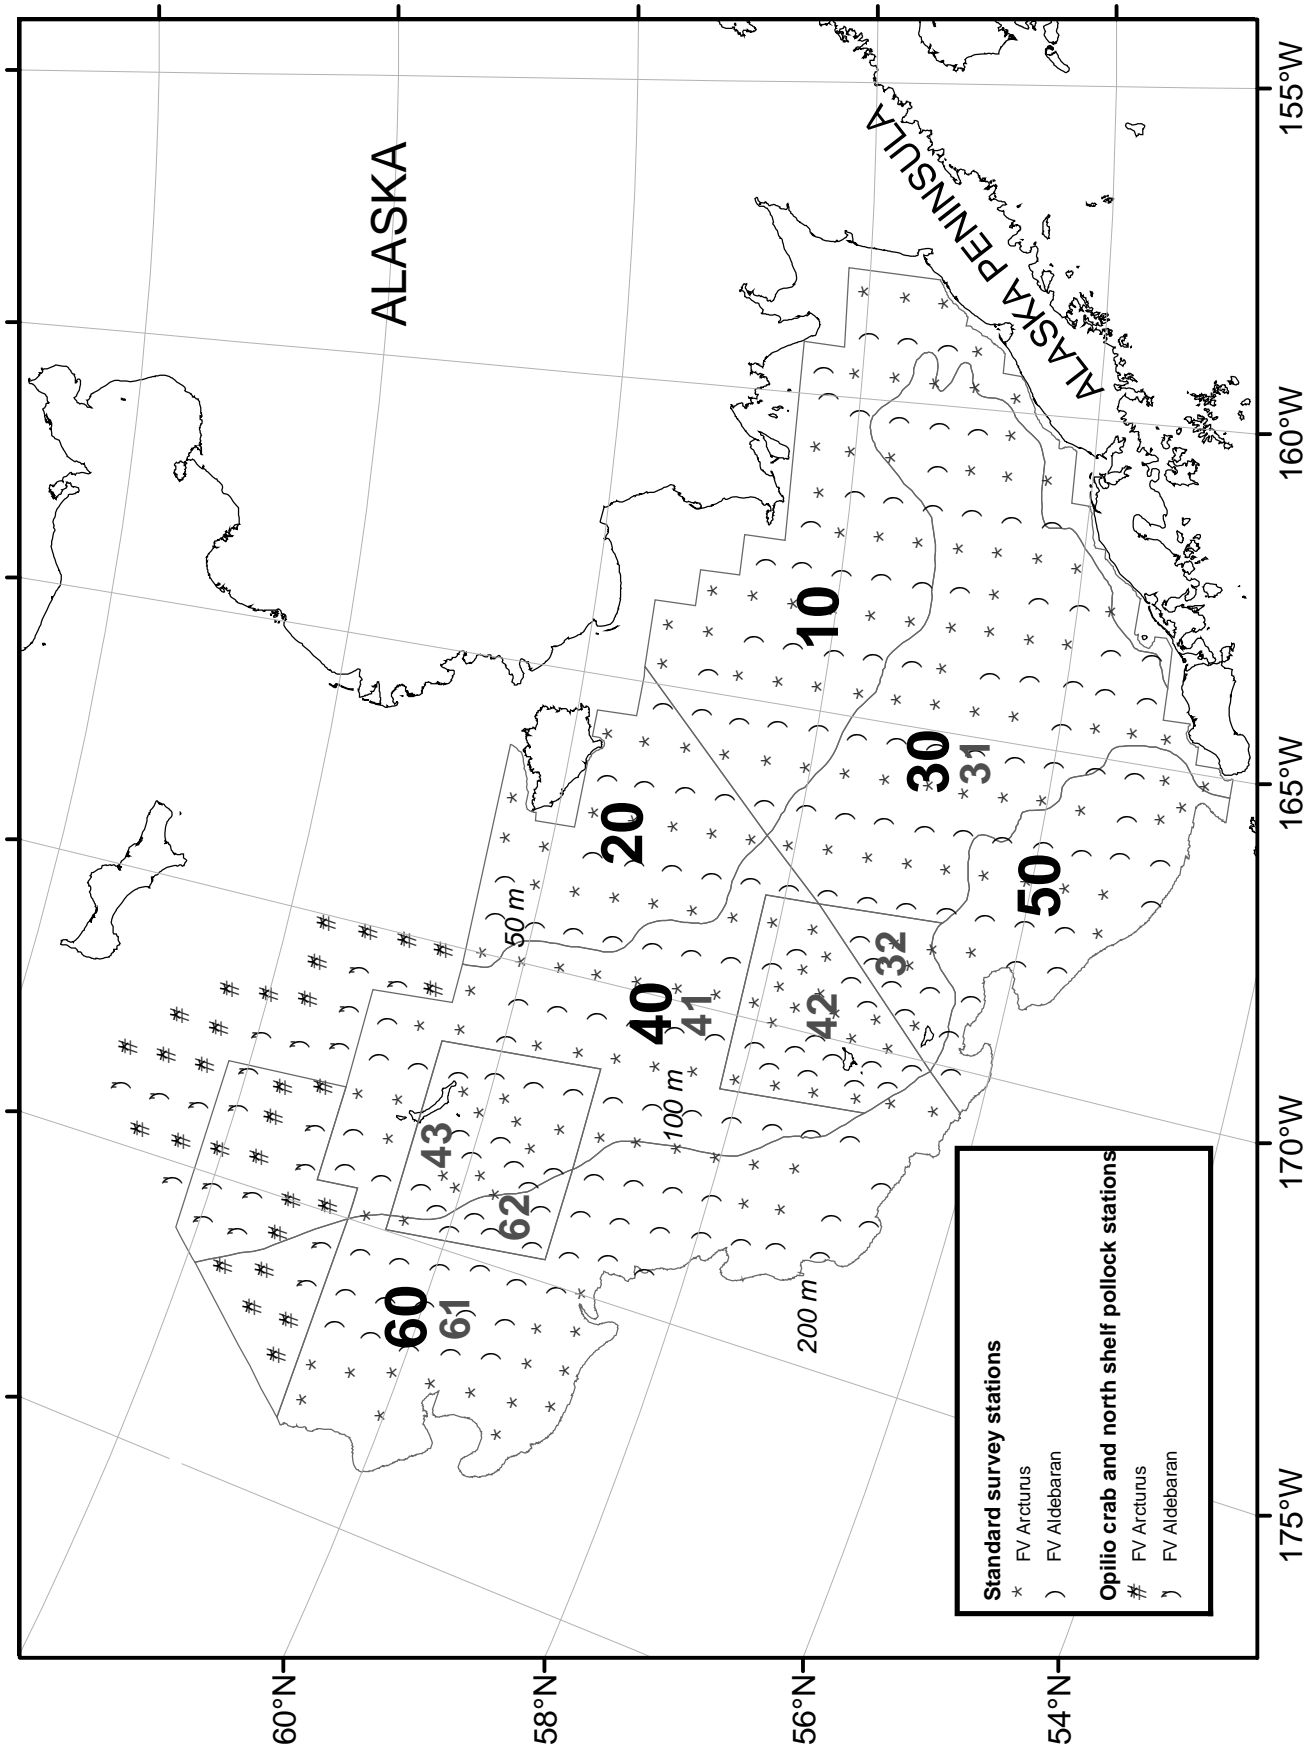 ALASKA
ALASKA PENINSULA
10
20
30
31
32
40
41
42
43
50
60
61
62
50 m
100 m
200 m
60°N
58°N
56°N
54°N
175°W
170°W
165°W
160°W
155°W
Standard survey stations
FV Arcturus
FV Aldebaran
Opilio crab and north shelf pollock stations
FV Arcturus
FV Aldebaran